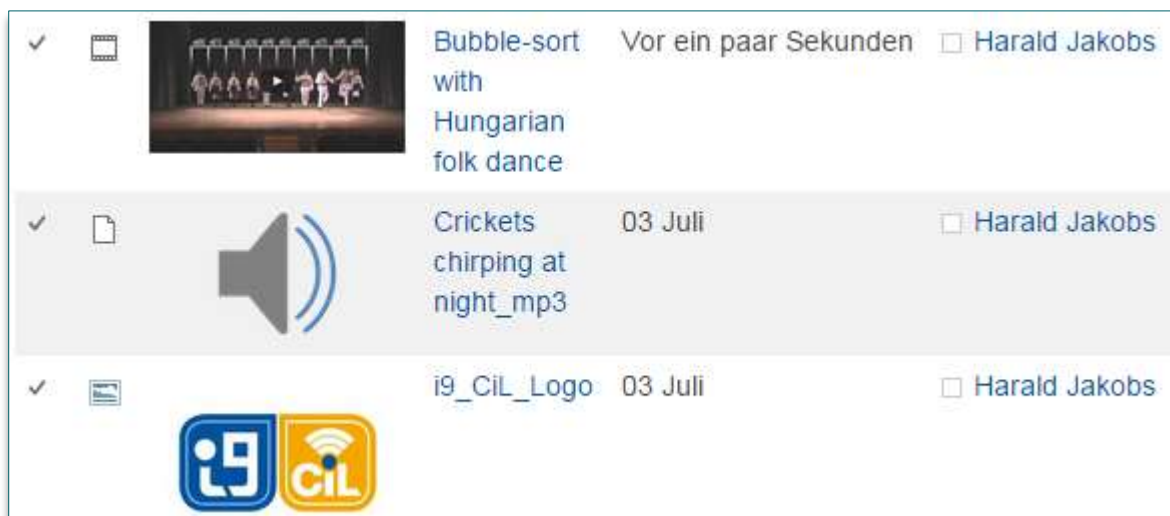 Bubble-sort Vor ein paar Sekunden Harald Jakobs
with
Hungarian
folk dance
Crickets 03 Juli Harald Jakobs
chirping at
night_mp3
i9_CiL_Logo 03 Juli Harald Jakobs
i9 CiL